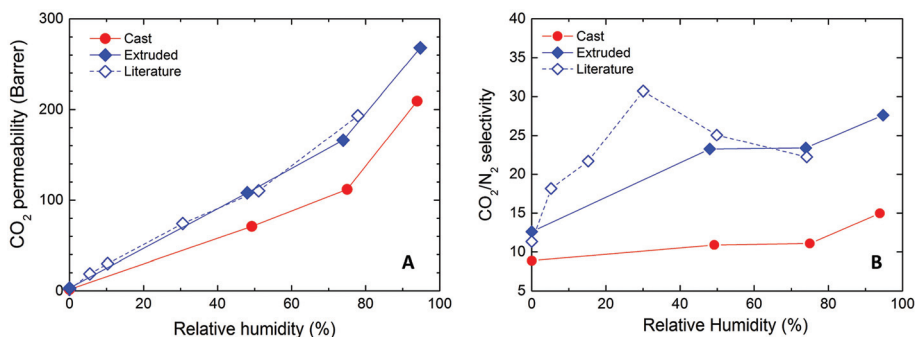 300
200
100
0
CO2 permeability (Barrer)
Cast
Extruded
Literature
A
0 20 40 60 80 100
Relative humidity (%)
40
35
30
25
20
15
10
5
CO2/N2 selectivity
Cast
Extruded
Literature
B
0 20 40 60 80 100
Relative Humidity (%)